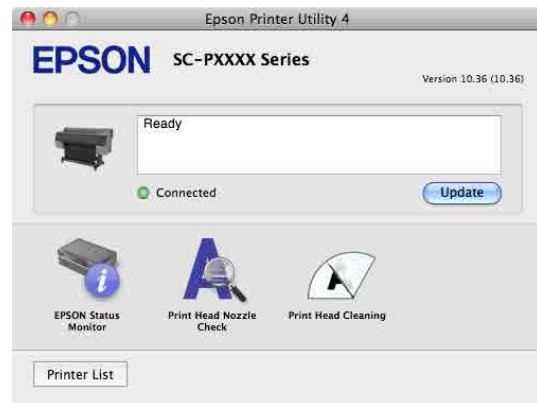 Epson Printer Utility 4
EPSON
SC-PXXXX Series
Version 10.36 (10.36)
Ready
Connected
Update
EPSON Status
Monitor
Print Head Nozzle
Check
Print Head Cleaning
Printer List